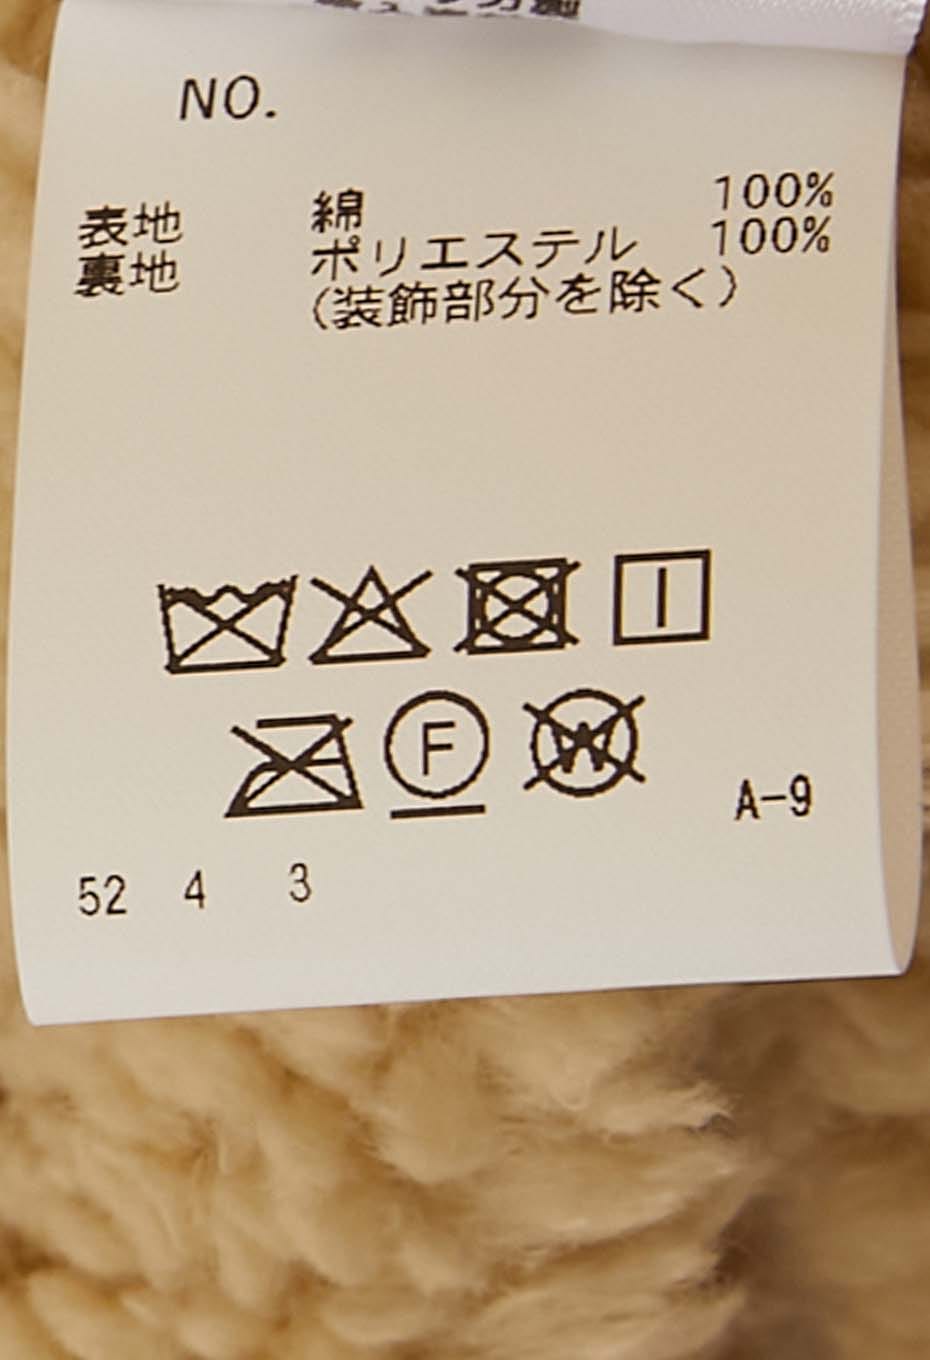 NO.
表地 綿 100%
裏地 ポリエステル 100%
(装飾部分を除く)
F
W
A-9
52 4 3